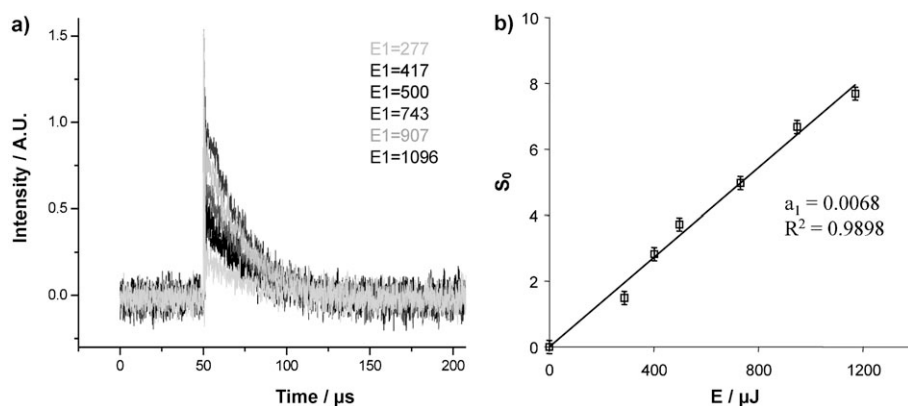 a)
Intensity / A.U.
1.5
1.0
0.5
0.0
E1=277
E1=417
E1=500
E1=743
E1=907
E1=1096
0
50
100
150
200
Time / µs
b)
S₀
10
8
6
4
2
0
a₁ = 0.0068
R² = 0.9898
0
400
800
1200
E / µJ